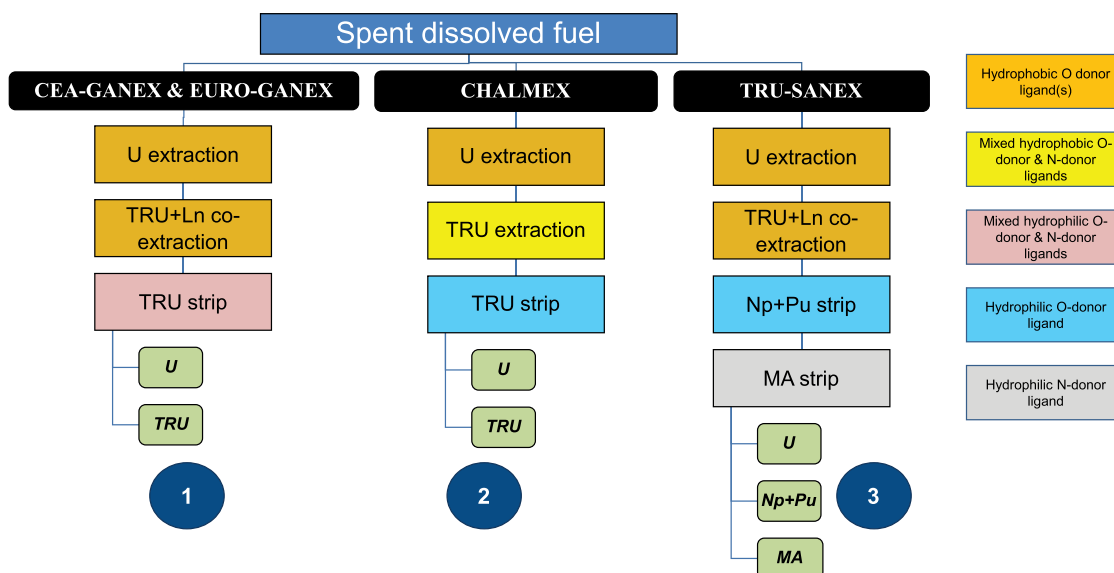 Spent dissolved fuel
CEA-GANEX & EURO-GANEX
U extraction
TRU+Ln co-
extraction
TRU strip
U
TRU
1
CHALMEX
U extraction
TRU extraction
TRU strip
U
TRU
2
TRU-SANEX
U extraction
TRU+Ln co-
extraction
Np+Pu strip
MA strip
U
Np+Pu
MA
3
Hydrophobic O donor
ligand(s)
Mixed hydrophobic O-
donor & N-donor
ligands
Mixed hydrophilic O-
donor & N-donor
ligands
Hydrophilic O-donor
ligand
Hydrophilic N-donor
ligand